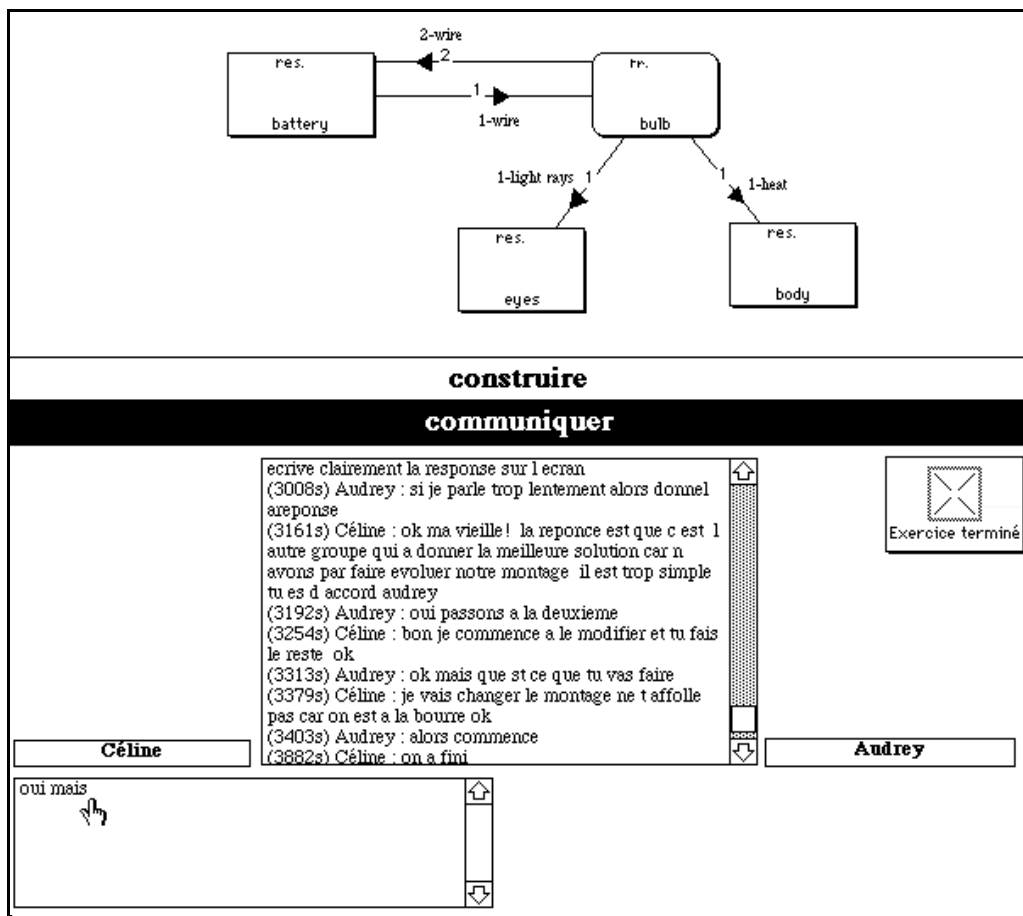 2-wire
res.
2
rr.
1
battery
1-wire
bulb
1-light rays
1
1
1-heat
res.
res.
eyes
body
construire
communiquer
ecrive clairement la response sur l ecran
(3008s) Audrey : si je parle trop lentement alors donnel
areponse
(3161s) Céline : ok ma vieille! la reponce est que c est l
autre groupe qui a donner la meilleure solution car n
avons par faire evoluer notre montage il est trop simple
tu es d accord audrey
(3192s) Audrey : oui passons a la deuxieme
(3254s) Céline : bon je commence a le modifier et tu fais
le reste ok
(3313s) Audrey : ok mais que st ce que tu vas faire
(3379s) Céline : je vais changer le montage ne t affolle
pas car on est a la bourre ok
(3403s) Audrey : alors commence
(3882s) Céline : on a fini
Exercice terminé
Céline
Audrey
oui mais